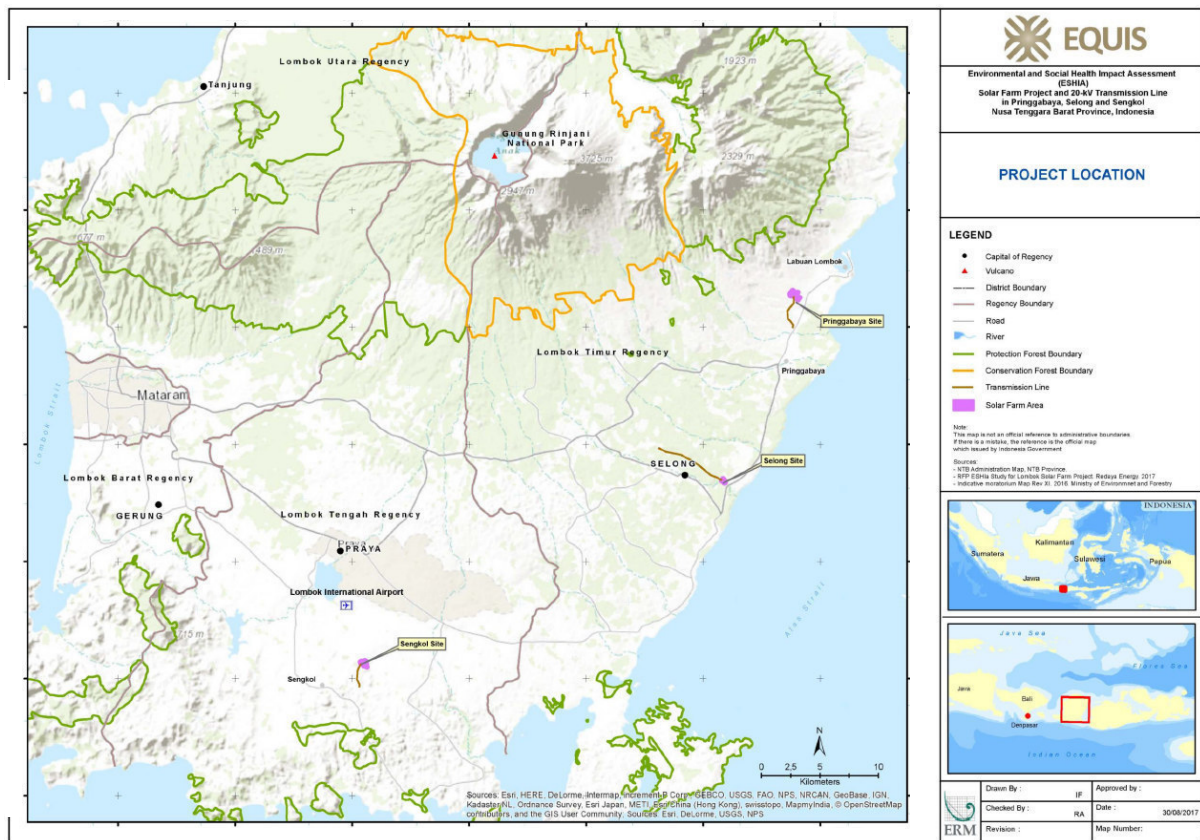 Lombok Utara Regency
Tanjung
1923 m
Gunung Rinjani
National Park
Anak
3725 m
2329 m
2947 m
677 m
469 m
Labuan Lombok
Pringgabaya Site
Lombok Timur Regency
Pringgabaya
Mataram
Lombok Strait
SELONG
Selong Site
Lombok Barat Regency
GERUNG
Lombok Tengah Regency
Praya
PRAYA
Lombok International Airport
715 m
Sengkol Site
Sengkol
Alas Strait
N
0 2,5 5 10
Kilometers
Sources: Esri, HERE, DeLorme, Intermap, increment P Corp., GEBCO, USGS, FAO, NPS, NRCAN, GeoBase, IGN,
Kadaster NL, Ordnance Survey, Esri Japan, METI, Esri China (Hong Kong), swisstopo, MapmyIndia, © OpenStreetMap
contributors, and the GIS User Community, Sources: Esri, DeLorme, USGS, NPS
EQUIS
Environmental and Social Health Impact Assessment
(ESHIA)
Solar Farm Project and 20-kV Transmission Line
in Pringgabaya, Selong and Sengkol
Nusa Tenggara Barat Province, Indonesia
PROJECT LOCATION
LEGEND
Capital of Regency
Vulcano
District Boundary
Regency Boundary
Road
River
Protection Forest Boundary
Conservation Forest Boundary
Transmission Line
Solar Farm Area
Note:
This map is not an official reference to administrative boundaries.
If there is a mistake, the reference is the official map
which issued by Indonesia Government
Sources:
- NTB Administration Map, NTB Province.
- RFP ESHIA Study for Lombok Solar Farm Project. Redaya Energy. 2017
- Indicative moratorium Map Rev XI. 2016. Ministry of Environment and Forestry
INDONESIA
Sumatera
Kalimantan
Sulawesi
Papua
Jawa
Java Sea
Flores Sea
Java
Bali
Denpasar
Indian Ocean
ERM
Drawn By : IF
Approved by :
Checked By : RA
Date : 30/08/2017
Revision :
Map Number: